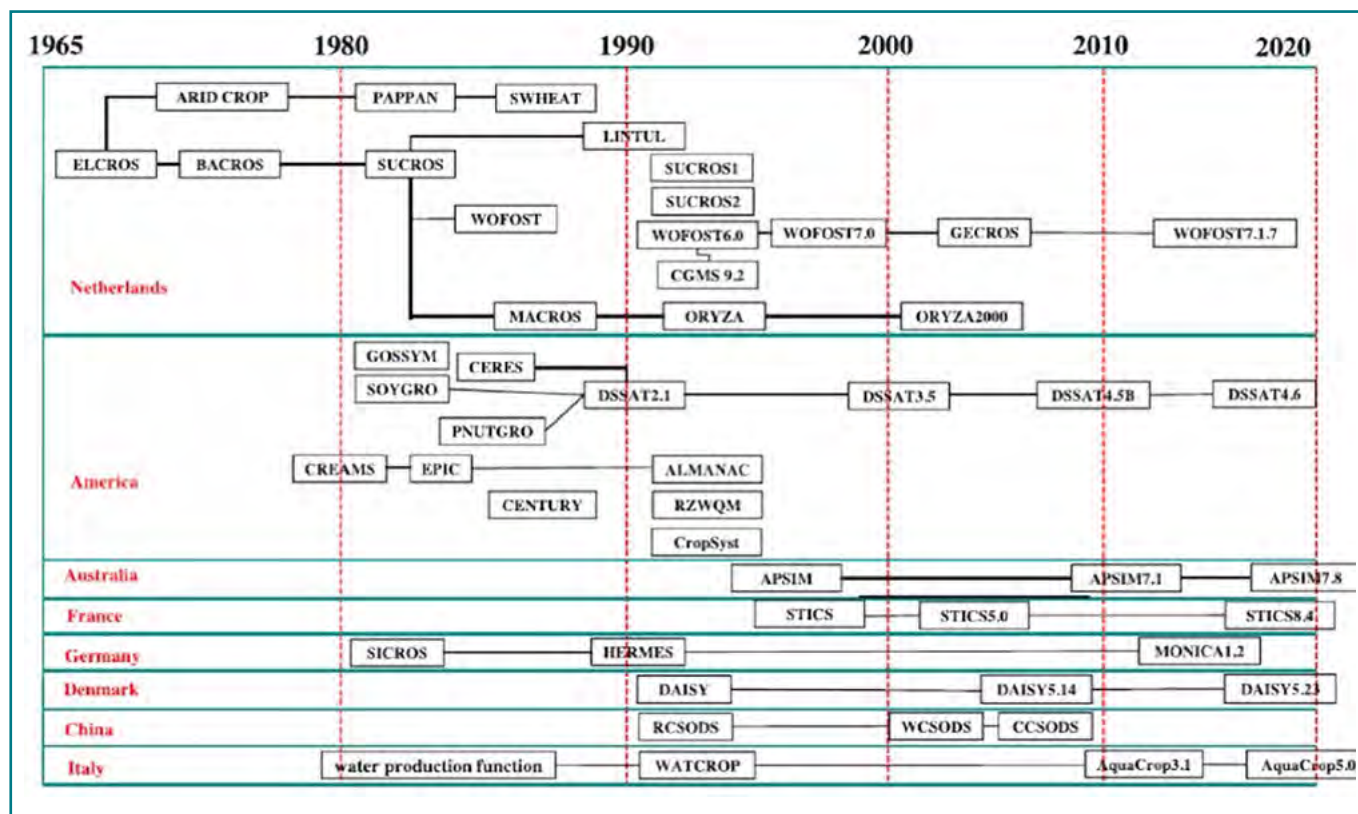 1965 1980 1990 2000 2010 2020
ARID CROP PAPPAN SWHEAT
LINTUL
ELCROS BACROS SUCROS SUCROS1
SUCROS2
WOFOST
WOFOST6.0 WOFOST7.0 GECROS WOFOST7.1.7
CGMS 9.2
Netherlands
MACROS ORYZA ORYZA2000
GOSSYM
CERES
SOYGRO DSSAT2.1 DSSAT3.5 DSSAT4.5B DSSAT4.6
PNUTGRO
CREAMS EPIC ALMANAC
America
CENTURY RZWQM
CropSyst
Australia APSIM APSIM7.1 APSIM7.8
France STICS STICS5.0 STICS8.4
Germany SICROS HERMES MONICA1.2
Denmark DAISY DAISY5.14 DAISY5.23
China RCSODS WCSODS CCSODS
Italy water production function WATCROP AquaCrop3.1 AquaCrop5.0